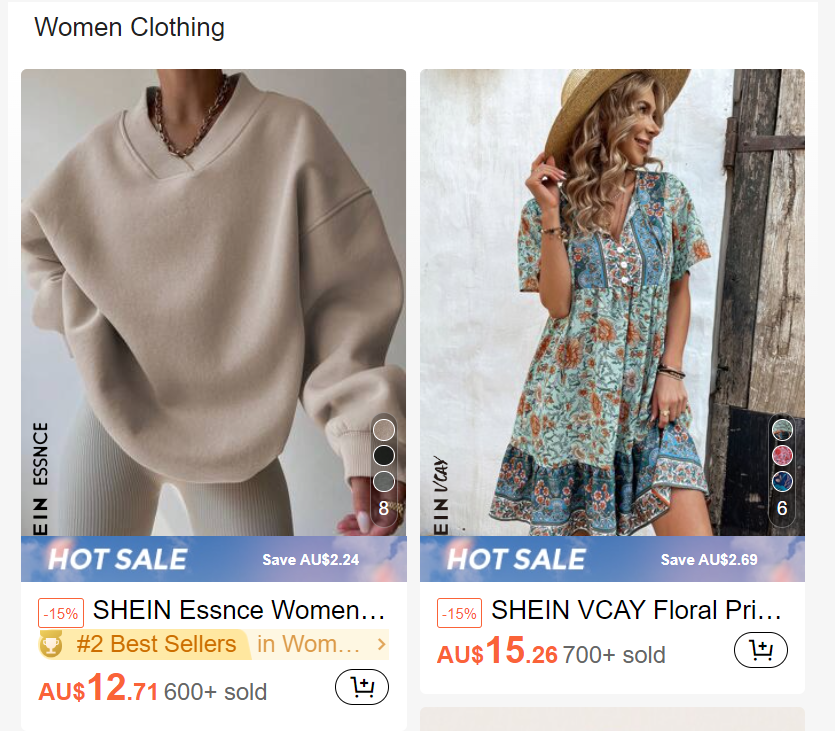 Women Clothing
EIN ESSNCE
8
HOT SALE
Save AU$2.24
-15% SHEIN Essnce Women...
#2 Best Sellers in Wom... >
AU$12.71 600+ sold
EIN VCAY
6
HOT SALE
Save AU$2.69
-15% SHEIN VCAY Floral Pri...
AU$15.26 700+ sold